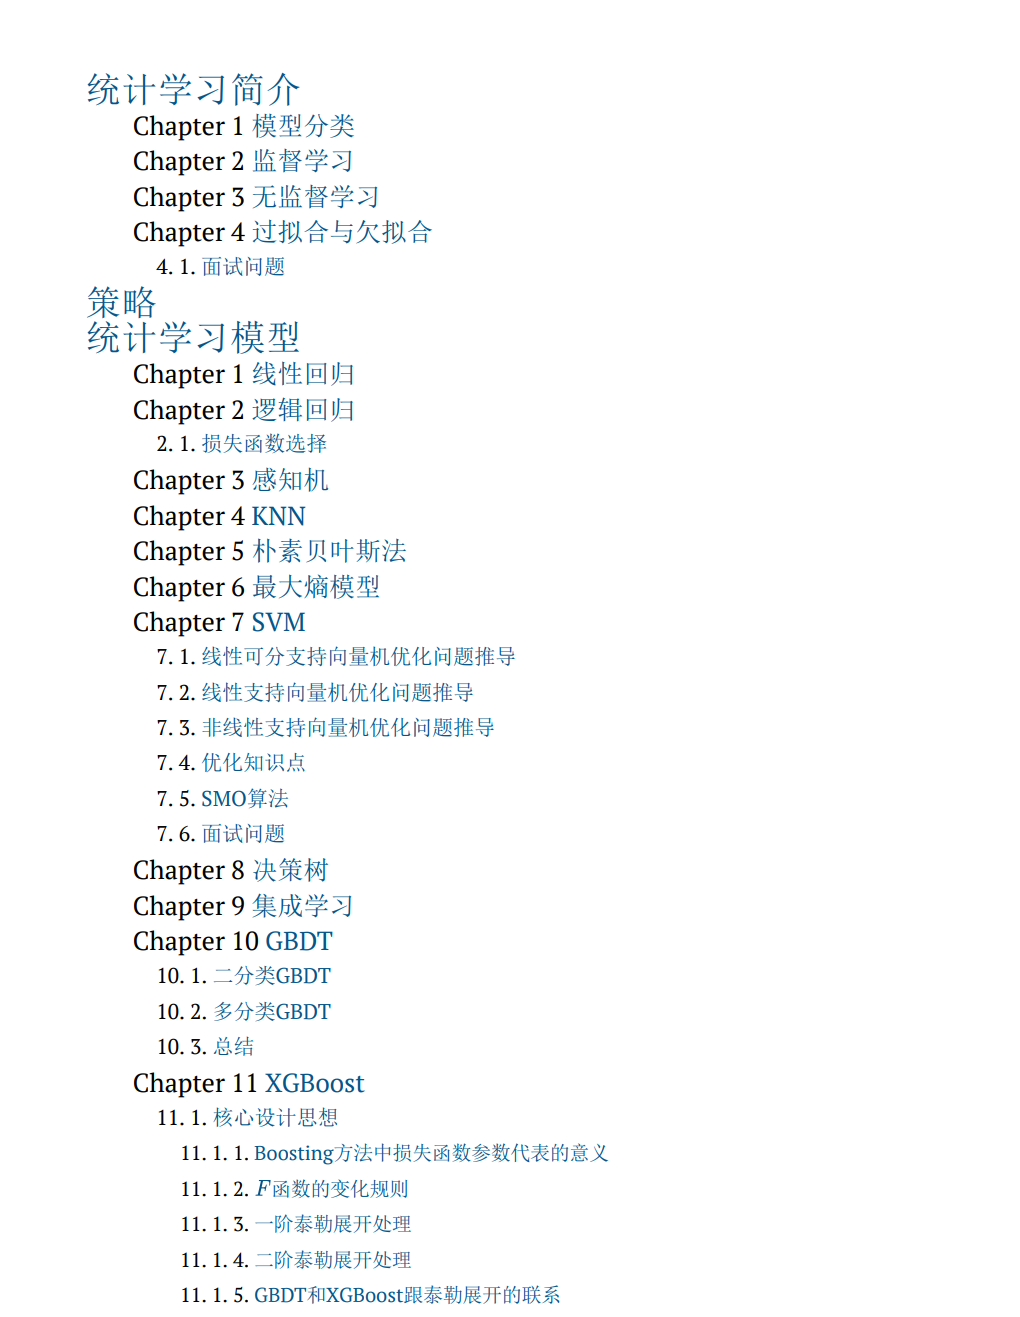 统计学习简介
Chapter 1 模型分类
Chapter 2 监督学习
Chapter 3 无监督学习
Chapter 4 过拟合与欠拟合
4. 1. 面试问题
策略
统计学习模型
Chapter 1 线性回归
Chapter 2 逻辑回归
2. 1. 损失函数选择
Chapter 3 感知机
Chapter 4 KNN
Chapter 5 朴素贝叶斯法
Chapter 6 最大熵模型
Chapter 7 SVM
7. 1. 线性可分支持向量机优化问题推导
7. 2. 线性支持向量机优化问题推导
7. 3. 非线性支持向量机优化问题推导
7. 4. 优化知识点
7. 5. SMO算法
7. 6. 面试问题
Chapter 8 决策树
Chapter 9 集成学习
Chapter 10 GBDT
10. 1. 二分类GBDT
10. 2. 多分类GBDT
10. 3. 总结
Chapter 11 XGBoost
11. 1. 核心设计思想
11. 1. 1. Boosting方法中损失函数参数代表的意义
11. 1. 2. F函数的变化规则
11. 1. 3. 一阶泰勒展开处理
11. 1. 4. 二阶泰勒展开处理
11. 1. 5. GBDT和XGBoost跟泰勒展开的联系